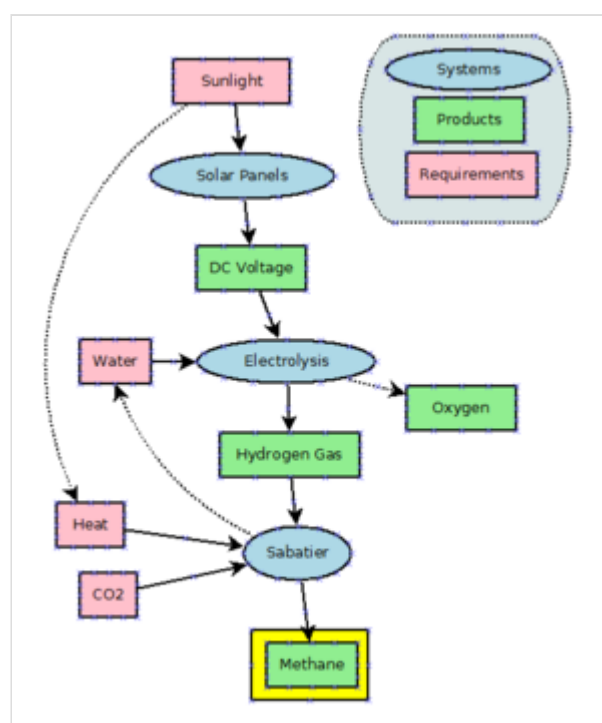 Sunlight
Systems
Products
Requirements
Solar Panels
DC Voltage
Water
Electrolysis
Oxygen
Hydrogen Gas
Heat
Sabatier
CO2
Methane